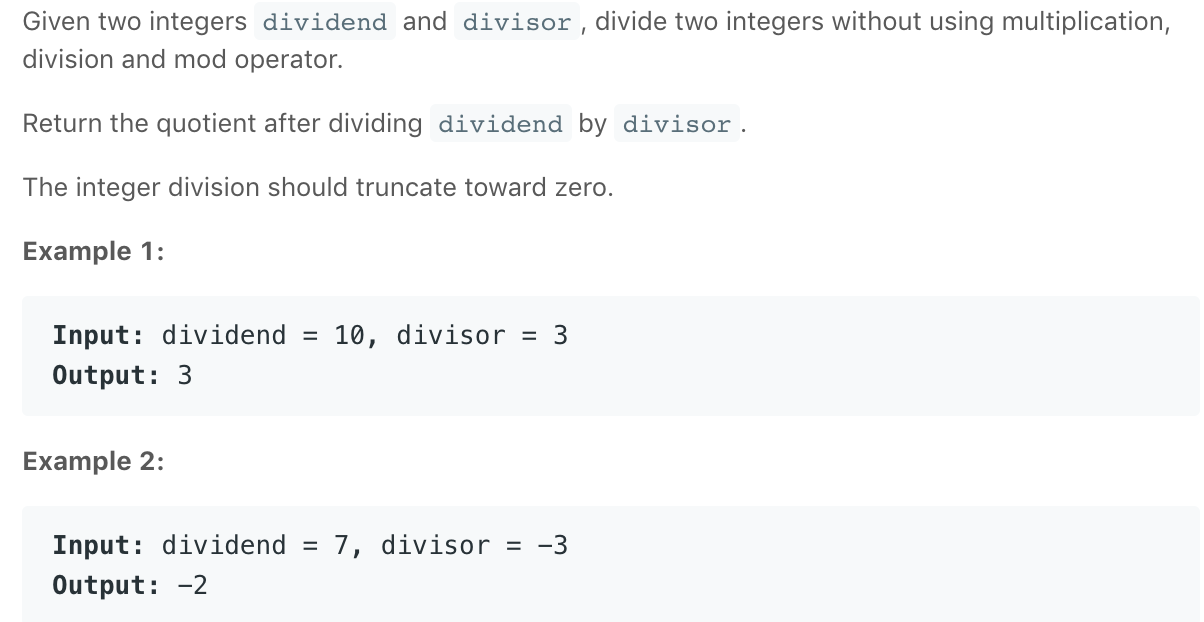 Given two integers dividend and divisor, divide two integers without using multiplication,
division and mod operator.
Return the quotient after dividing dividend by divisor.
The integer division should truncate toward zero.
Example 1:
Input: dividend = 10, divisor = 3
Output: 3
Example 2:
Input: dividend = 7, divisor = -3
Output: -2